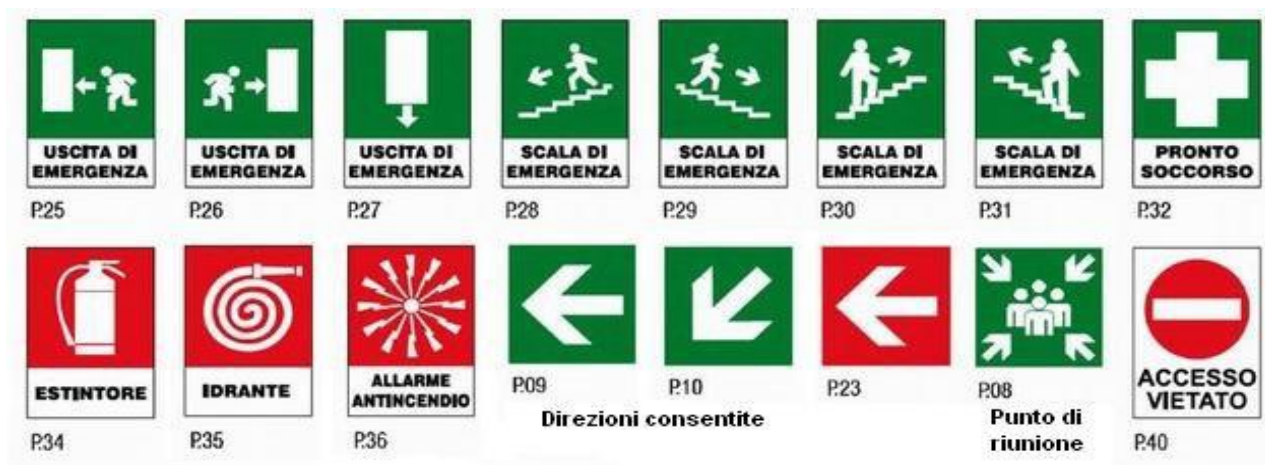 USCITA DI
EMERGENZA
P.25
USCITA DI
EMERGENZA
P.26
USCITA DI
EMERGENZA
P.27
SCALA DI
EMERGENZA
P.28
SCALA DI
EMERGENZA
P.29
SCALA DI
EMERGENZA
P.30
SCALA DI
EMERGENZA
P.31
PRONTO
SOCCORSO
P.32
ESTINTORE
P.34
IDRANTE
P.35
ALLARME
ANTINCENDIO
P.36
P.09
P.10
Direzioni consentite
P.23
P.08
Punto di
riunione
ACCESSO
VIETATO
P.40